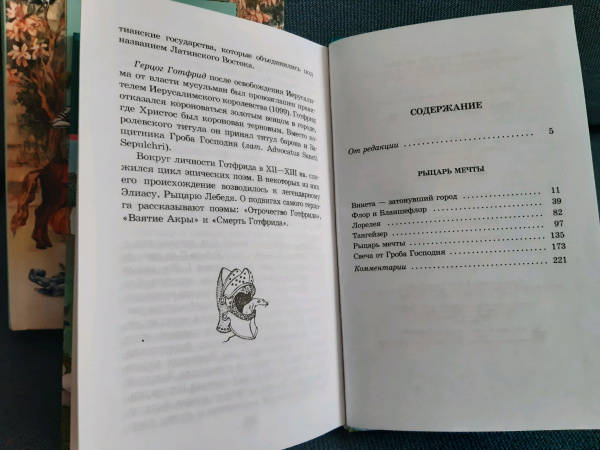 тианские государства, которые объединялись под
названием Латинского Востока.
Герцог Готфрид после освобождения Иерусали-
ма от власти мусульман был провозглашен прави-
телем Иерусалимского королевства (1099). Готфрид
отказался короноваться золотым венцом в городе,
где Христос был коронован терновым. Вместо ко-
ролевского титула он принял титул барона и За-
щитника Гроба Господня (лат. Advocatus Sancti
Sepulchri).
Вокруг личности Готфрида в XII—XIII вв. сло-
жился цикл эпических поэм. В некоторых из них
его происхождение возводилось к легендарному
Элиасу, Рыцарю Лебедя. О подвигах самого герцо-
га рассказывают поэмы: «Отрочество Готфрида»,
«Взятие Акры» и «Смерть Готфрида».
СОДЕРЖАНИЕ
От редакции 5
РЫЦАРЬ МЕЧТЫ
Винета — затонувший город 11
Флор и Бланшефлор 39
Лорелея 82
Тангейзер 97
Рыцарь мечты 135
Свеча от Гроба Господня 173
Комментарии 221